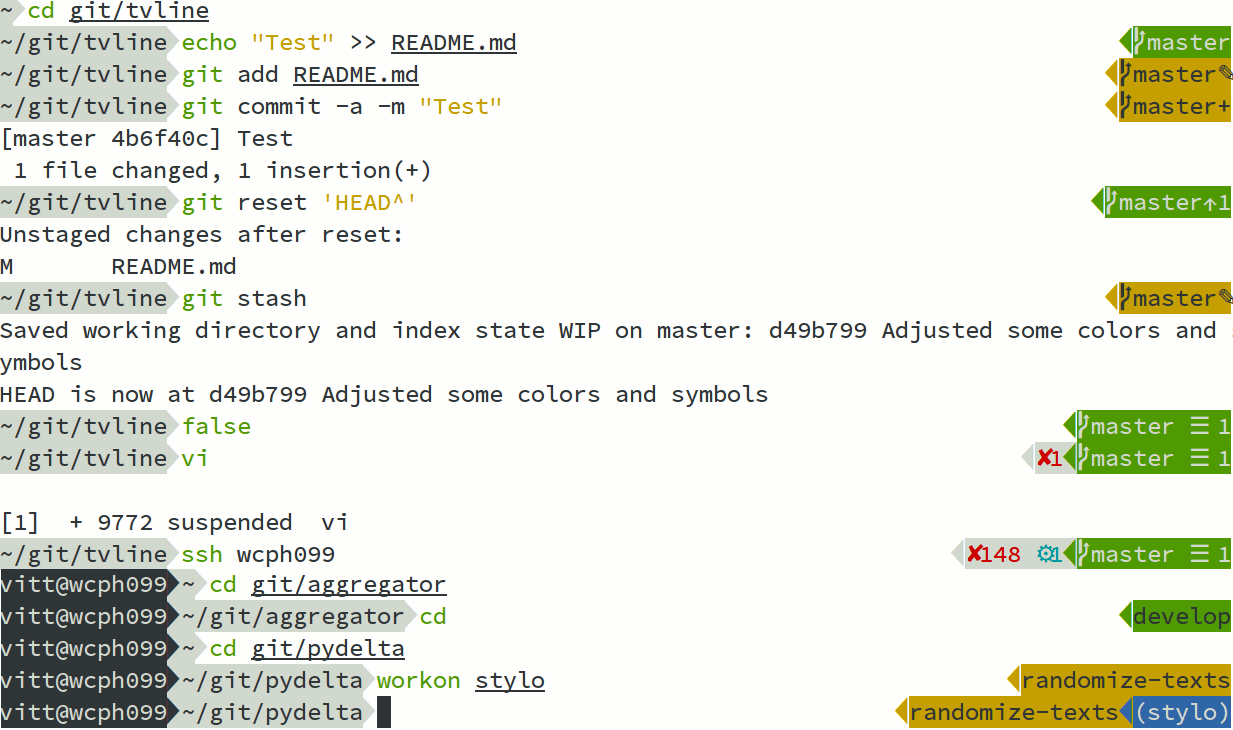 ~ cd git/tvline
~/git/tvline echo "Test" >> README.md master
~/git/tvline git add README.md master✎
~/git/tvline git commit -a -m "Test" master+
[master 4b6f40c] Test
1 file changed, 1 insertion(+)
~/git/tvline git reset 'HEAD^' master↑1
Unstaged changes after reset:
M README.md
~/git/tvline git stash master✎
Saved working directory and index state WIP on master: d49b799 Adjusted some colors and s
ymbols
HEAD is now at d49b799 Adjusted some colors and symbols
~/git/tvline false master ☰ 1
~/git/tvline vi ✘1 master ☰ 1
[1] + 9772 suspended vi
~/git/tvline ssh wcph099 ✘148 ⚙1 master ☰ 1
vitt@wcph099 ~ cd git/aggregator
vitt@wcph099 ~/git/aggregator cd develop
vitt@wcph099 ~ cd git/pydelta
vitt@wcph099 ~/git/pydelta workon stylo randomize-texts
vitt@wcph099 ~/git/pydelta randomize-texts (stylo)